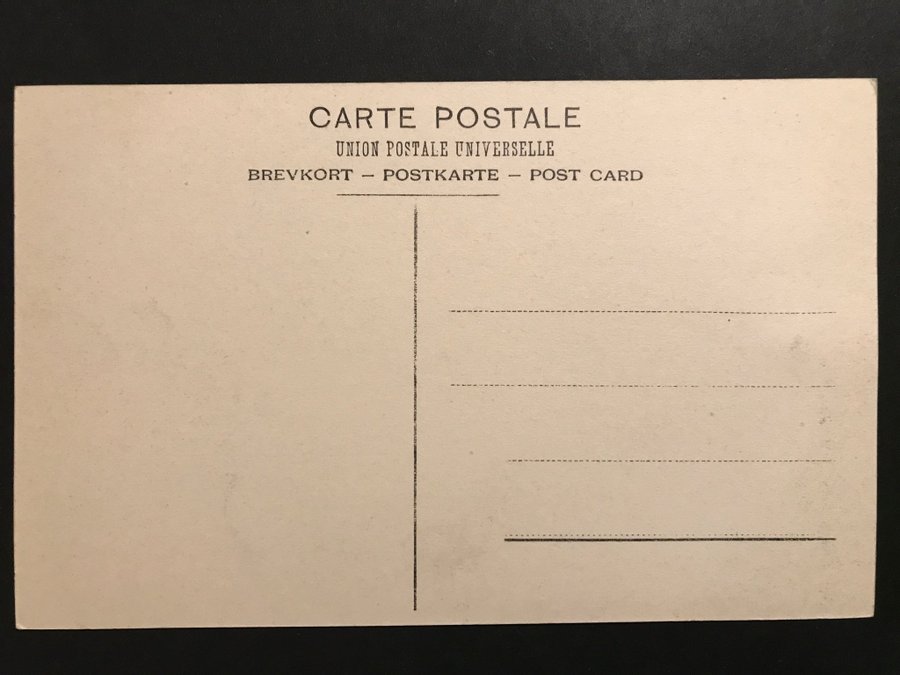 CARTE POSTALE
UNION POSTALE UNIVERSELLE
BREVKORT – POSTKARTE – POST CARD